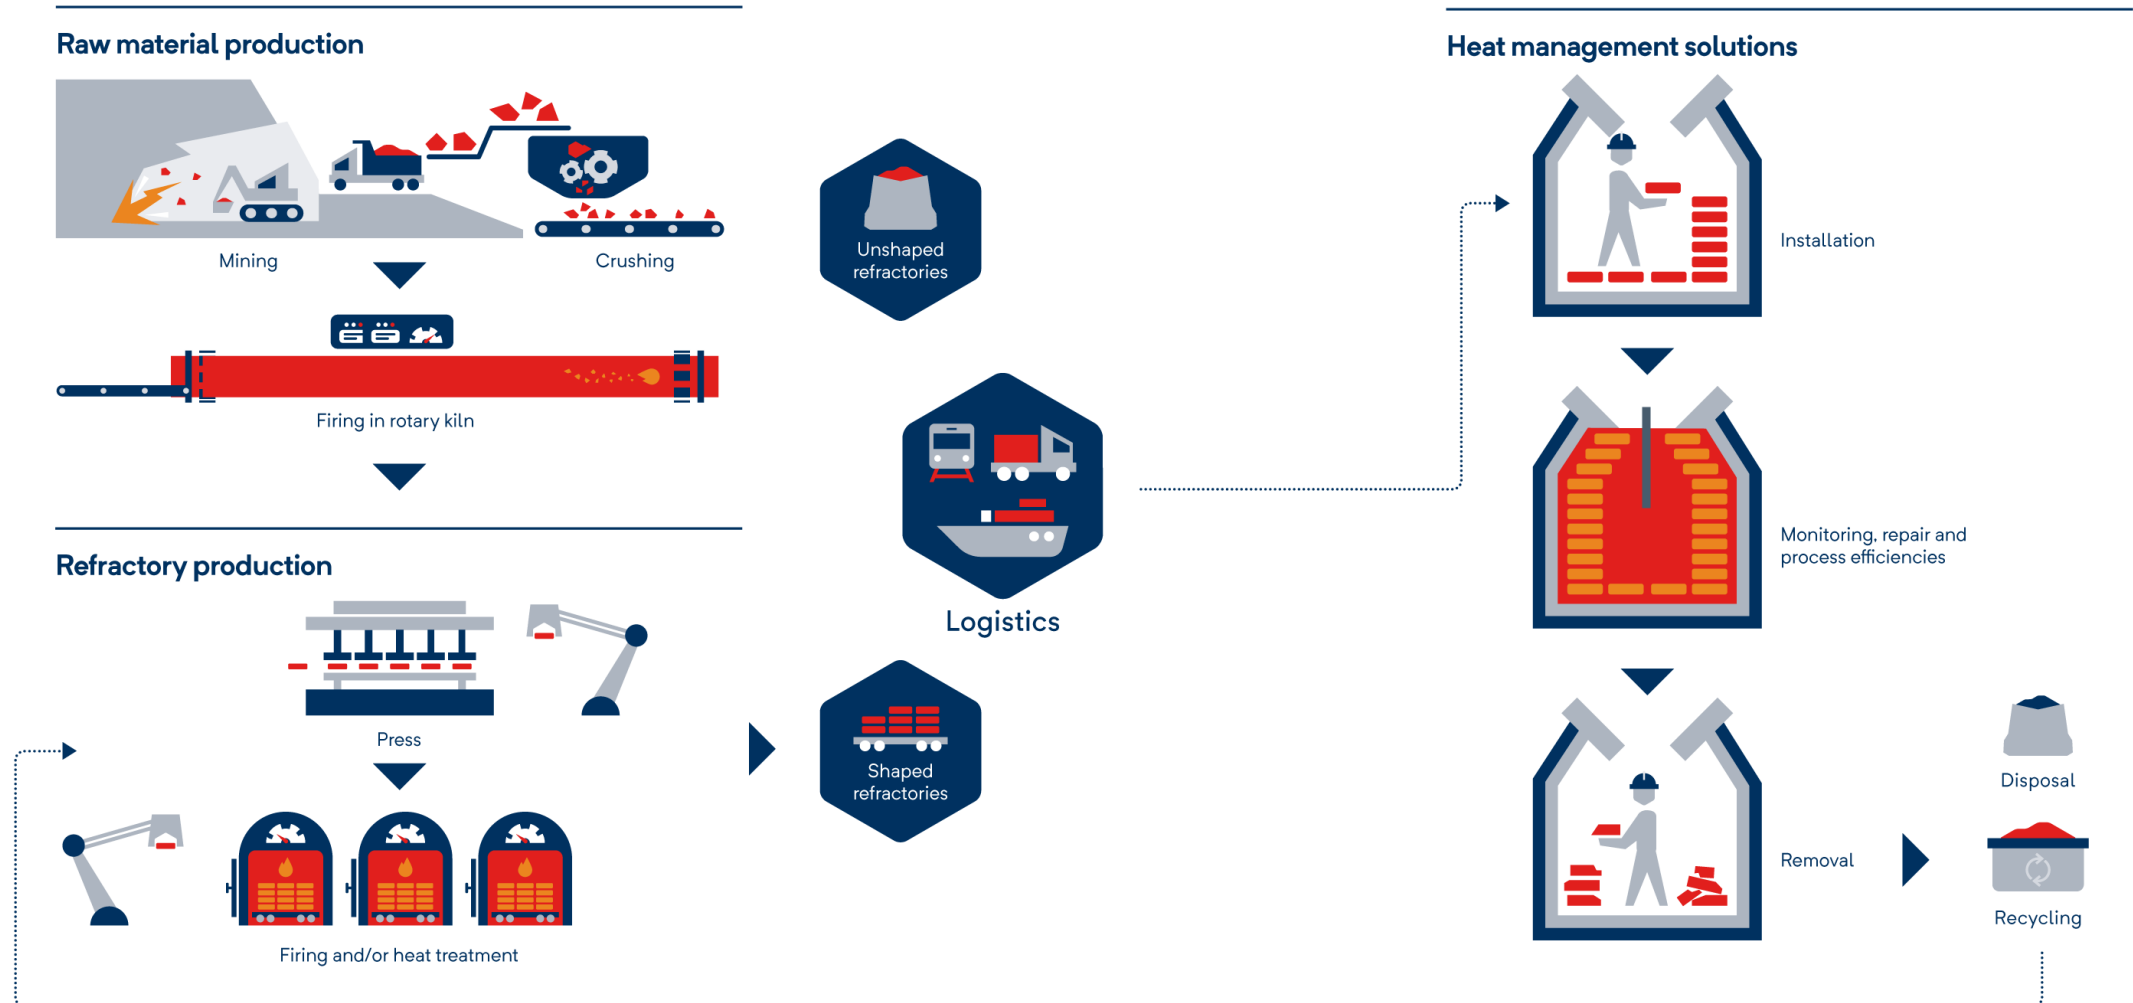 Raw material production
Mining
Crushing
Firing in rotary kiln
Refractory production
Press
Firing and/or heat treatment
Unshaped
refractories
Logistics
Shaped
refractories
Heat management solutions
Installation
Monitoring, repair and
process efficiencies
Removal
Disposal
Recycling